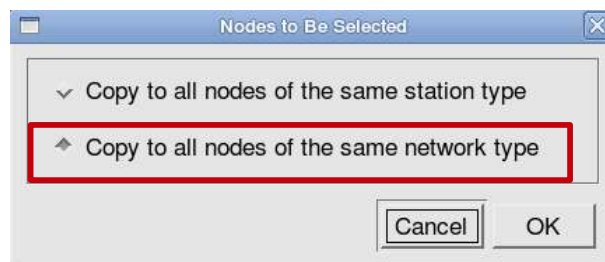 Nodes to Be Selected
Copy to all nodes of the same station type
Copy to all nodes of the same network type
Cancel OK